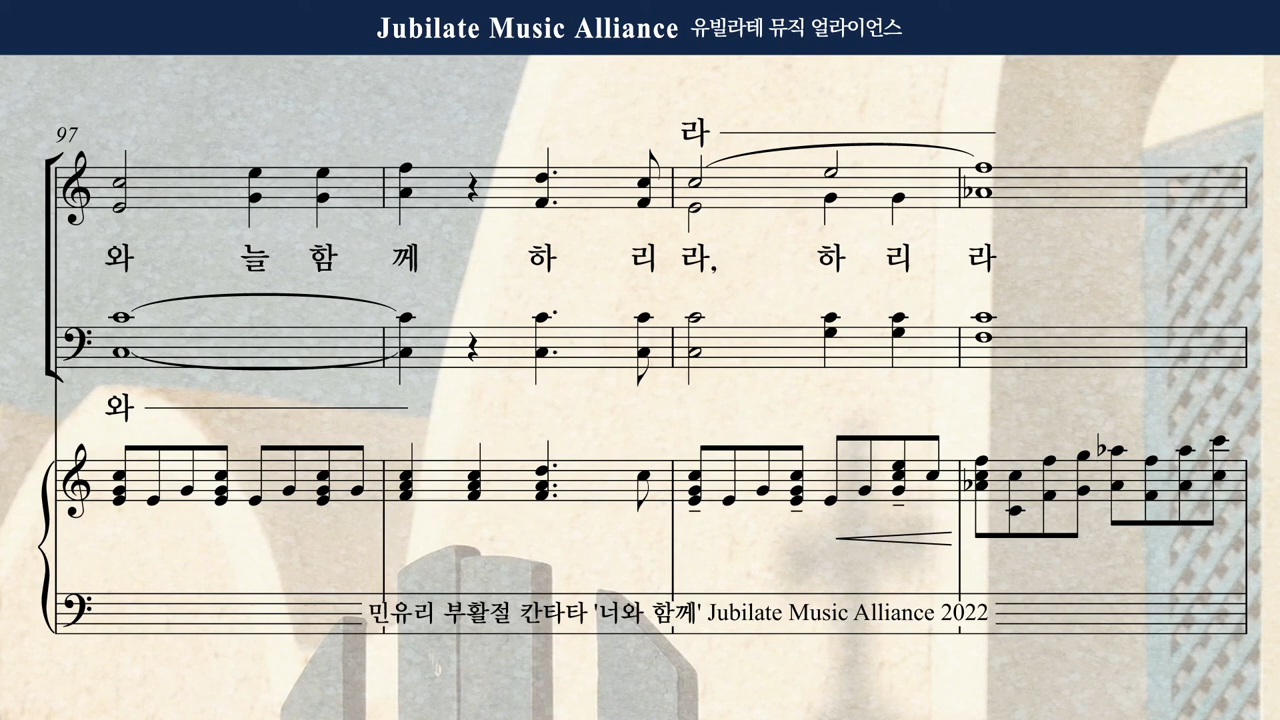 Jubilate Music Alliance 유빌라테 뮤직 얼라이언스
97
라
와 늘 함 께 하 리 라, 하 리 라
와
민유리 부활절 칸타타 '너와 함께' Jubilate Music Alliance 2022